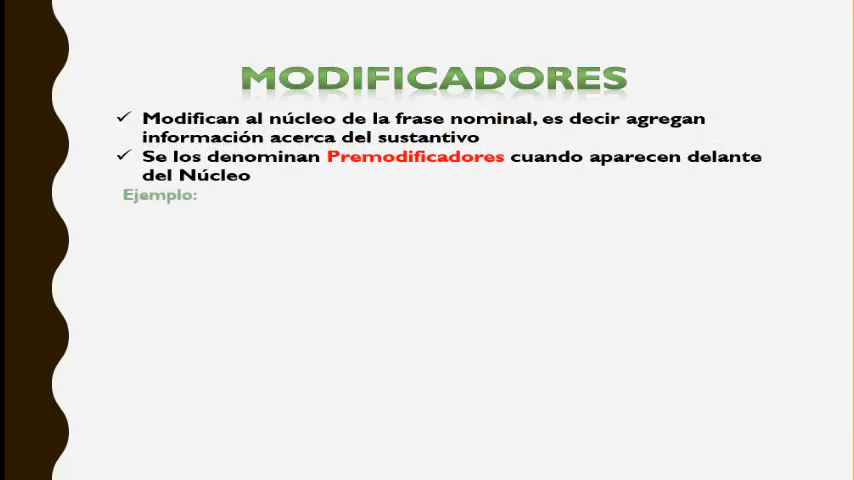 MODIFICADORES
✓ Modifican al núcleo de la frase nominal, es decir agregan
información acerca del sustantivo
✓ Se los denominan Premodificadores cuando aparecen delante
del Núcleo
Ejemplo: